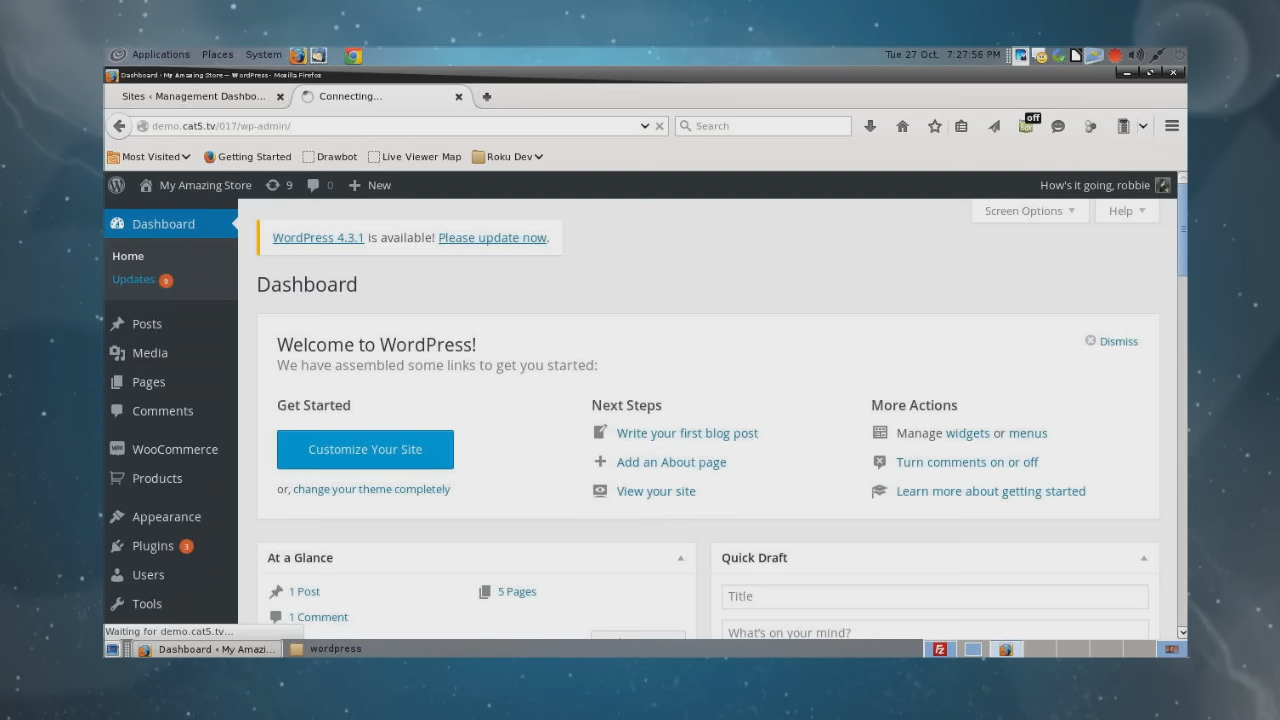 Applications Places System
Tue 27 Oct, 7:27:56 PM
Dashboard ‹ My Amazing Store — WordPress - Mozilla Firefox
Sites ‹ Management Dashbo...
Connecting...
demo.cat5.tv/017/wp-admin/
Search
off
Most Visited
Getting Started
Drawbot
Live Viewer Map
Roku Dev
My Amazing Store 9 0 New
How's it going, robbie
Dashboard
Screen Options
Help
WordPress 4.3.1 is available! Please update now.
Home
Updates 9
Dashboard
Posts
Media
Pages
Comments
WooCommerce
Products
Appearance
Plugins 3
Users
Tools
Welcome to WordPress!
We have assembled some links to get you started:
Dismiss
Get Started
Customize Your Site
or, change your theme completely
Next Steps
Write your first blog post
Add an About page
View your site
More Actions
Manage widgets or menus
Turn comments on or off
Learn more about getting started
At a Glance
1 Post
5 Pages
1 Comment
Quick Draft
Title
What's on your mind?
Waiting for demo.cat5.tv...
Dashboard ‹ My Amazi...
wordpress